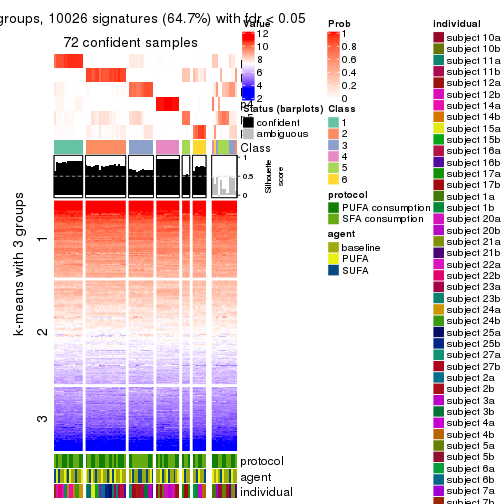 groups, 10026 signatures (64.7%) with fdr < 0.05
72 confident samples
k-means with 3 groups
1
2
3
Class
1
0.5
0
Silhouette
score
protocol
agent
individual
Value
12
10
8
6
4
2
Status (barplots)
confident
ambiguous
Prob
1
0.8
0.6
0.4
0.2
0
Class
1
2
3
4
5
6
protocol
PUFA consumption
SFA consumption
agent
baseline
PUFA
SUFA
individual
subject 10a
subject 10b
subject 11a
subject 11b
subject 12a
subject 12b
subject 14a
subject 14b
subject 15a
subject 15b
subject 16a
subject 16b
subject 17a
subject 17b
subject 1a
subject 1b
subject 20a
subject 20b
subject 21a
subject 21b
subject 22a
subject 22b
subject 23a
subject 23b
subject 24a
subject 24b
subject 25a
subject 25b
subject 27a
subject 27b
subject 2a
subject 2b
subject 3a
subject 3b
subject 4a
subject 4b
subject 5a
subject 5b
subject 6a
subject 6b
subject 7a
subject 7b